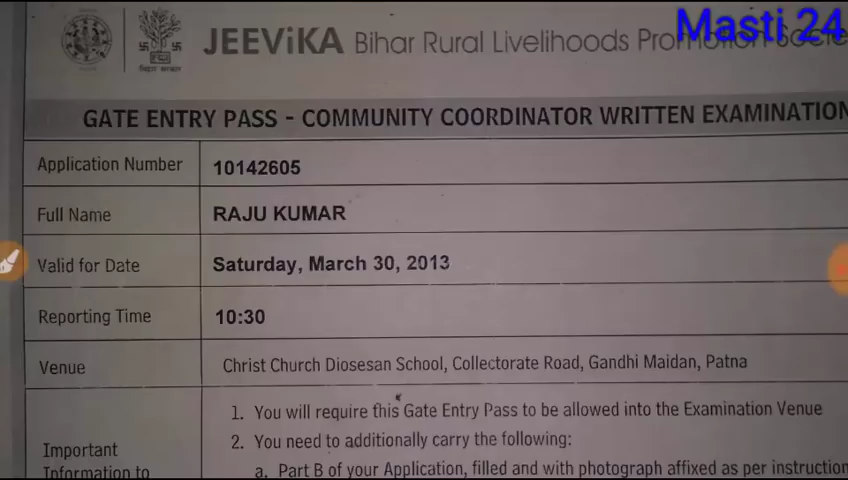 Masti 24
JEEViKA Bihar Rural Livelihoods Promotion Socie
GATE ENTRY PASS - COMMUNITY COORDINATOR WRITTEN EXAMINATION
Application Number 10142605
Full Name RAJU KUMAR
Valid for Date Saturday, March 30, 2013
Reporting Time 10:30
Venue Christ Church Diosesan School, Collectorate Road, Gandhi Maidan, Patna
1. You will require this Gate Entry Pass to be allowed into the Examination Venue
2. You need to additionally carry the following:
Important
a. Part B of your Application, filled and with photograph affixed as per instruction
Information to